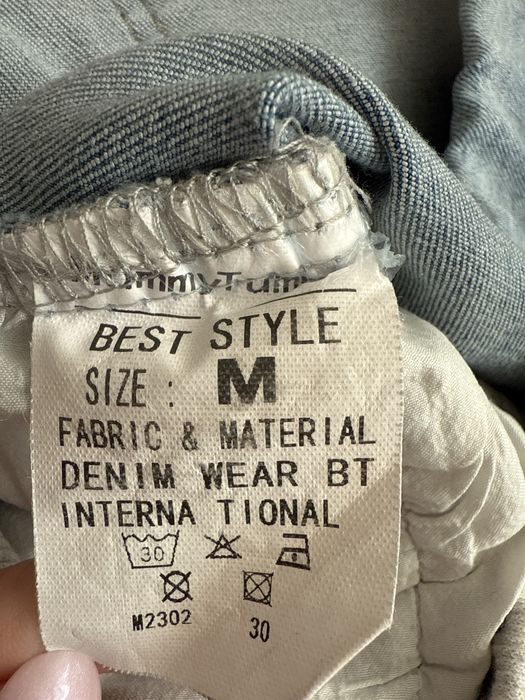 BEST STYLE
SIZE : M
FABRIC & MATERIAL
DENIM WEAR BT
INTERNA TIONAL
30
M2302
30